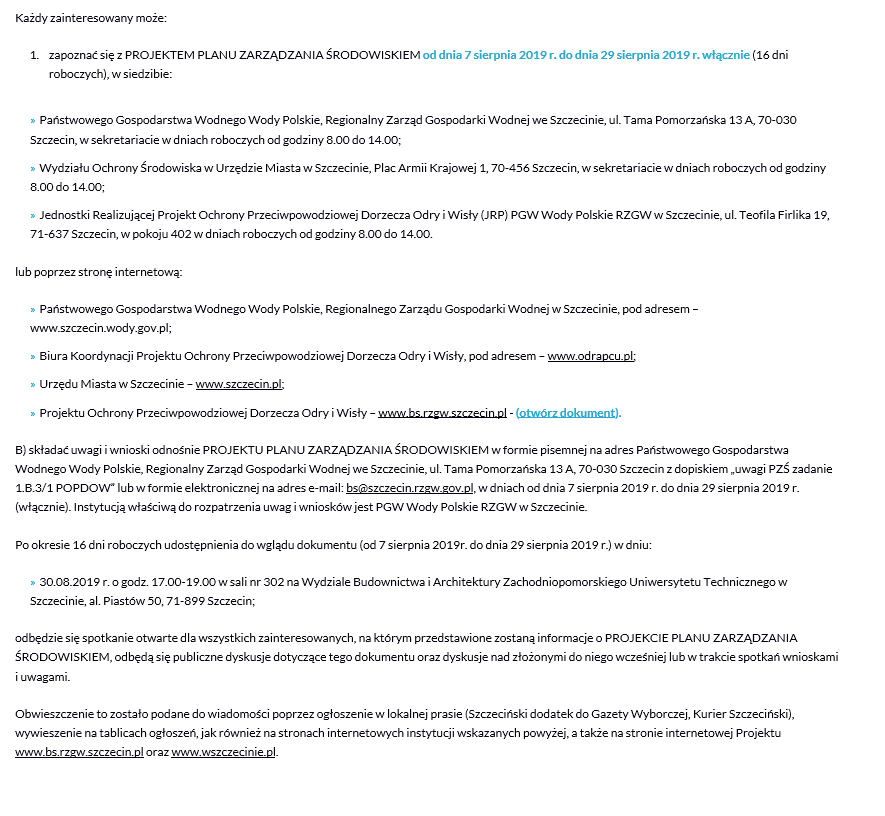 Każdy zainteresowany może:
1. zapoznać się z PROJEKTEM PLANU ZARZĄDZANIA ŚRODOWISKIEM od dnia 7 sierpnia 2019 r. do dnia 29 sierpnia 2019 r. włącznie (16 dni
roboczych), w siedzibie:
» Państwowego Gospodarstwa Wodnego Wody Polskie, Regionalny Zarząd Gospodarki Wodnej we Szczecinie, ul. Tama Pomorzańska 13 A, 70-030
Szczecin, w sekretariacie w dniach roboczych od godziny 8.00 do 14.00;
» Wydziału Ochrony Środowiska w Urzędzie Miasta w Szczecinie, Plac Armii Krajowej 1, 70-456 Szczecin, w sekretariacie w dniach roboczych od godziny
8.00 do 14.00;
» Jednostki Realizującej Projekt Ochrony Przeciwpowodziowej Dorzecza Odry i Wisły (JRP) PGW Wody Polskie RZGW w Szczecinie, ul. Teofila Firlika 19,
71-637 Szczecin, w pokoju 402 w dniach roboczych od godziny 8.00 do 14.00.
lub poprzez stronę internetową:
» Państwowego Gospodarstwa Wodnego Wody Polskie, Regionalnego Zarządu Gospodarki Wodnej w Szczecinie, pod adresem –
www.szczecin.wody.gov.pl;
» Biura Koordynacji Projektu Ochrony Przeciwpowodziowej Dorzecza Odry i Wisły, pod adresem – www.odrapcu.pl;
» Urzędu Miasta w Szczecinie – www.szczecin.pl;
» Projektu Ochrony Przeciwpowodziowej Dorzecza Odry i Wisły – www.bs.rzgw.szczecin.pl - (otwórz dokument).
B) składać uwagi i wnioski odnośnie PROJEKTU PLANU ZARZĄDZANIA ŚRODOWISKIEM w formie pisemnej na adres Państwowego Gospodarstwa
Wodnego Wody Polskie, Regionalny Zarząd Gospodarki Wodnej we Szczecinie, ul. Tama Pomorzańska 13 A, 70-030 Szczecin z dopiskiem „uwagi PZŚ zadanie
1.B.3/1 POPDOW” lub w formie elektronicznej na adres e-mail: bs@szczecin.rzgw.gov.pl, w dniach od dnia 7 sierpnia 2019 r. do dnia 29 sierpnia 2019 r.
(włącznie). Instytucją właściwą do rozpatrzenia uwag i wniosków jest PGW Wody Polskie RZGW w Szczecinie.
Po okresie 16 dni roboczych udostępnienia do wglądu dokumentu (od 7 sierpnia 2019r. do dnia 29 sierpnia 2019 r.) w dniu:
» 30.08.2019 r. o godz. 17.00-19.00 w sali nr 302 na Wydziale Budownictwa i Architektury Zachodniopomorskiego Uniwersytetu Technicznego w
Szczecinie, al. Piastów 50, 71-899 Szczecin;
odbędzie się spotkanie otwarte dla wszystkich zainteresowanych, na którym przedstawione zostaną informacje o PROJEKCIE PLANU ZARZĄDZANIA
ŚRODOWISKIEM, odbędą się publiczne dyskusje dotyczące tego dokumentu oraz dyskusje nad złożonymi do niego wcześniej lub w trakcie spotkań wnioskami
i uwagami.
Obwieszczenie to zostało podane do wiadomości poprzez ogłoszenie w lokalnej prasie (Szczeciński dodatek do Gazety Wyborczej, Kurier Szczeciński),
wywieszenie na tablicach ogłoszeń, jak również na stronach internetowych instytucji wskazanych powyżej, a także na stronie internetowej Projektu
www.bs.rzgw.szczecin.pl oraz www.wszczecinie.pl.